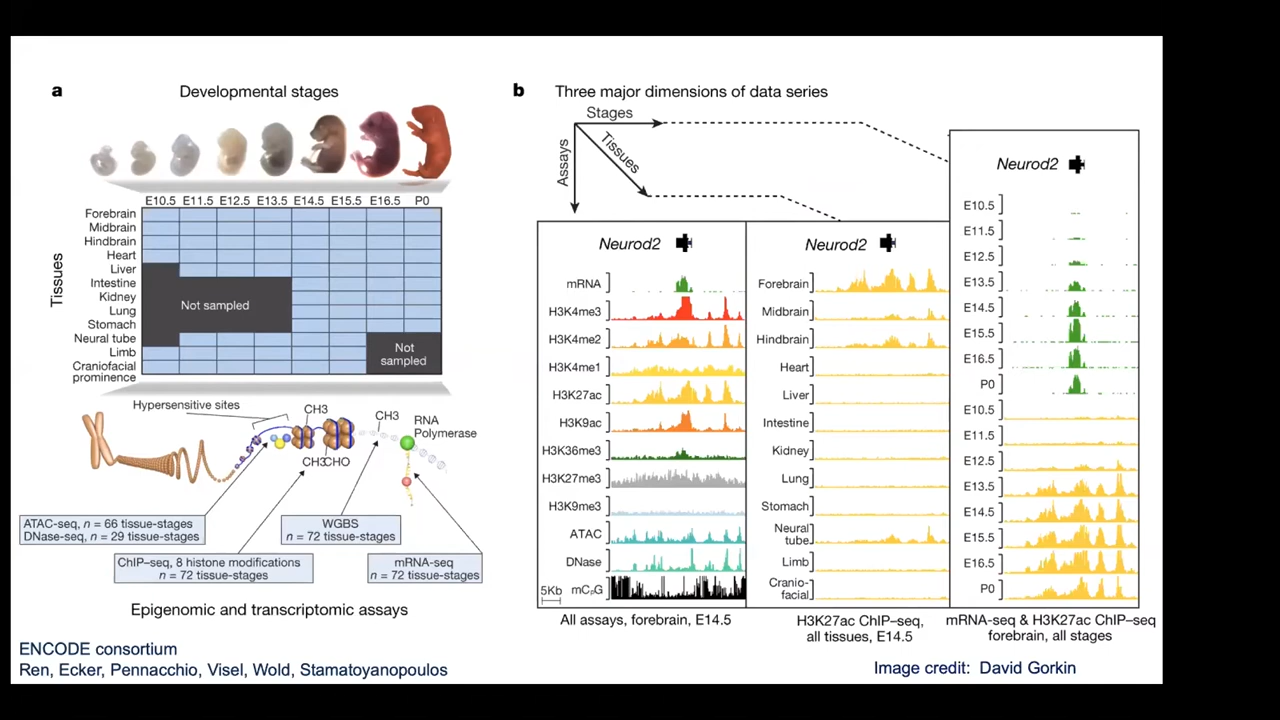 a
Developmental stages
E10.5 E11.5 E12.5 E13.5 E14.5 E15.5 E16.5 P0
Tissues
Forebrain
Midbrain
Hindbrain
Heart
Liver
Intestine
Kidney
Lung
Stomach
Neural tube
Limb
Craniofacial
prominence
Not sampled
Not
sampled
Hypersensitive sites
CH3
CH3
RNA
Polymerase
CH3CHO
ATAC-seq, n = 66 tissue-stages
DNase-seq, n = 29 tissue-stages
WGBS
n = 72 tissue-stages
ChIP–seq, 8 histone modifications
n = 72 tissue-stages
mRNA-seq
n = 72 tissue-stages
Epigenomic and transcriptomic assays
b
Three major dimensions of data series
Stages
Tissues
Assays
Neurod2
mRNA
H3K4me3
H3K4me2
H3K4me1
H3K27ac
H3K9ac
H3K36me3
H3K27me3
H3K9me3
ATAC
DNase
5Kb
mCpG
All assays, forebrain, E14.5
Neurod2
Forebrain
Midbrain
Hindbrain
Heart
Liver
Intestine
Kidney
Lung
Stomach
Neural
tube
Limb
Cranio-
facial
H3K27ac ChIP–seq,
all tissues, E14.5
Neurod2
E10.5
E11.5
E12.5
E13.5
E14.5
E15.5
E16.5
P0
E10.5
E11.5
E12.5
E13.5
E14.5
E15.5
E16.5
P0
mRNA-seq & H3K27ac ChIP–seq
forebrain, all stages
ENCODE consortium
Ren, Ecker, Pennacchio, Visel, Wold, Stamatoyanopoulos
Image credit: David Gorkin